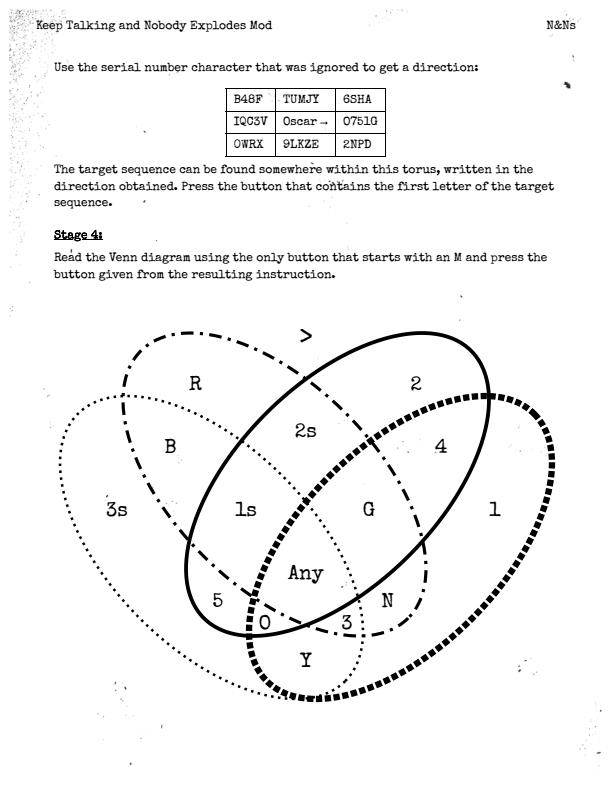 Keep Talking and Nobody Explodes Mod N&Ns
Use the serial number character that was ignored to get a direction:
B48F TUMJY 6SHA
IQC3V Oscar→ 0751G
OWRX 9LKZE 2NPD
The target sequence can be found somewhere within this torus, written in the
direction obtained. Press the button that contains the first letter of the target
sequence.
Stage 4:
Read the Venn diagram using the only button that starts with an M and press the
button given from the resulting instruction.
>
R 2
2s
B 4
3s 1s G 1
Any
5 N
0 3
Y